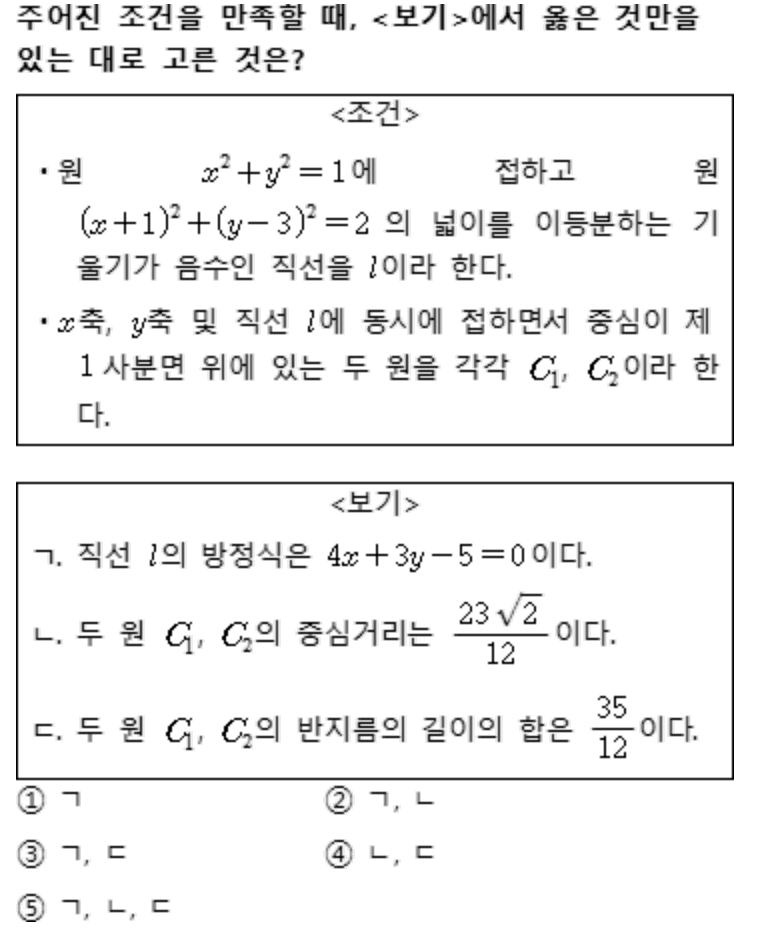 주어진 조건을 만족할 때, <보기>에서 옳은 것만을
있는 대로 고른 것은?
<조건>
・원 x²+y²=1에 접하고 원
(x+1)²+(y-3)²=2 의 넓이를 이등분하는 기
울기가 음수인 직선을 l이라 한다.
・x축, y축 및 직선 l에 동시에 접하면서 중심이 제
1사분면 위에 있는 두 원을 각각 C₁, C₂이라 한
다.
<보기>
ㄱ. 직선 l의 방정식은 4x+3y-5=0이다.
ㄴ. 두 원 C₁, C₂의 중심거리는 23√2/12 이다.
ㄷ. 두 원 C₁, C₂의 반지름의 길이의 합은 35/12 이다.
① ㄱ ② ㄱ, ㄴ
③ ㄱ, ㄷ ④ ㄴ, ㄷ
⑤ ㄱ, ㄴ, ㄷ